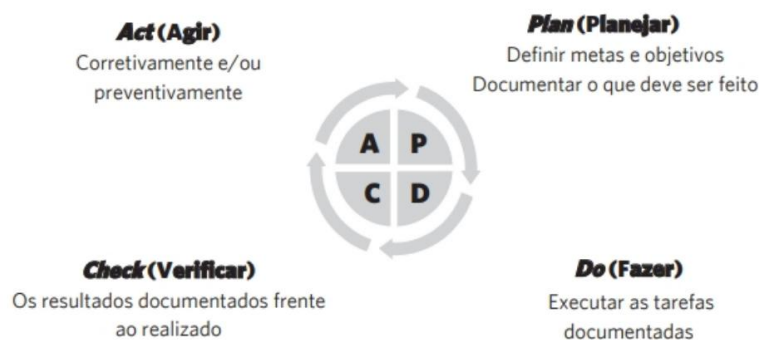 Act (Agir)
Corretivamente e/ou
preventivamente
Plan (Planejar)
Definir metas e objetivos
Documentar o que deve ser feito
A P
C D
Check (Verificar)
Os resultados documentados frente
ao realizado
Do (Fazer)
Executar as tarefas
documentadas